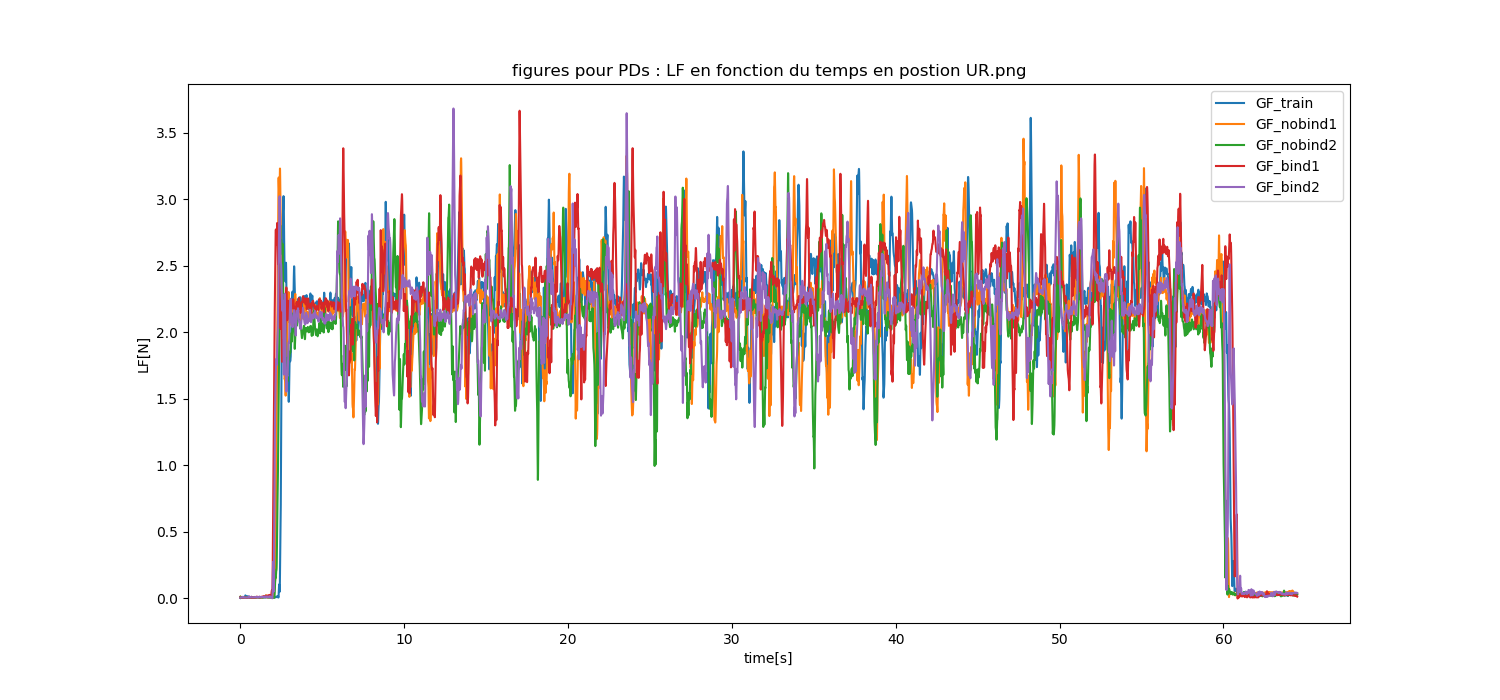 figures pour PDs : LF en fonction du temps en postion UR.png
GF_train
GF_nobind1
GF_nobind2
GF_bind1
GF_bind2
LF[N]
3.5
3.0
2.5
2.0
1.5
1.0
0.5
0.0
0 10 20 30 40 50 60
time[s]